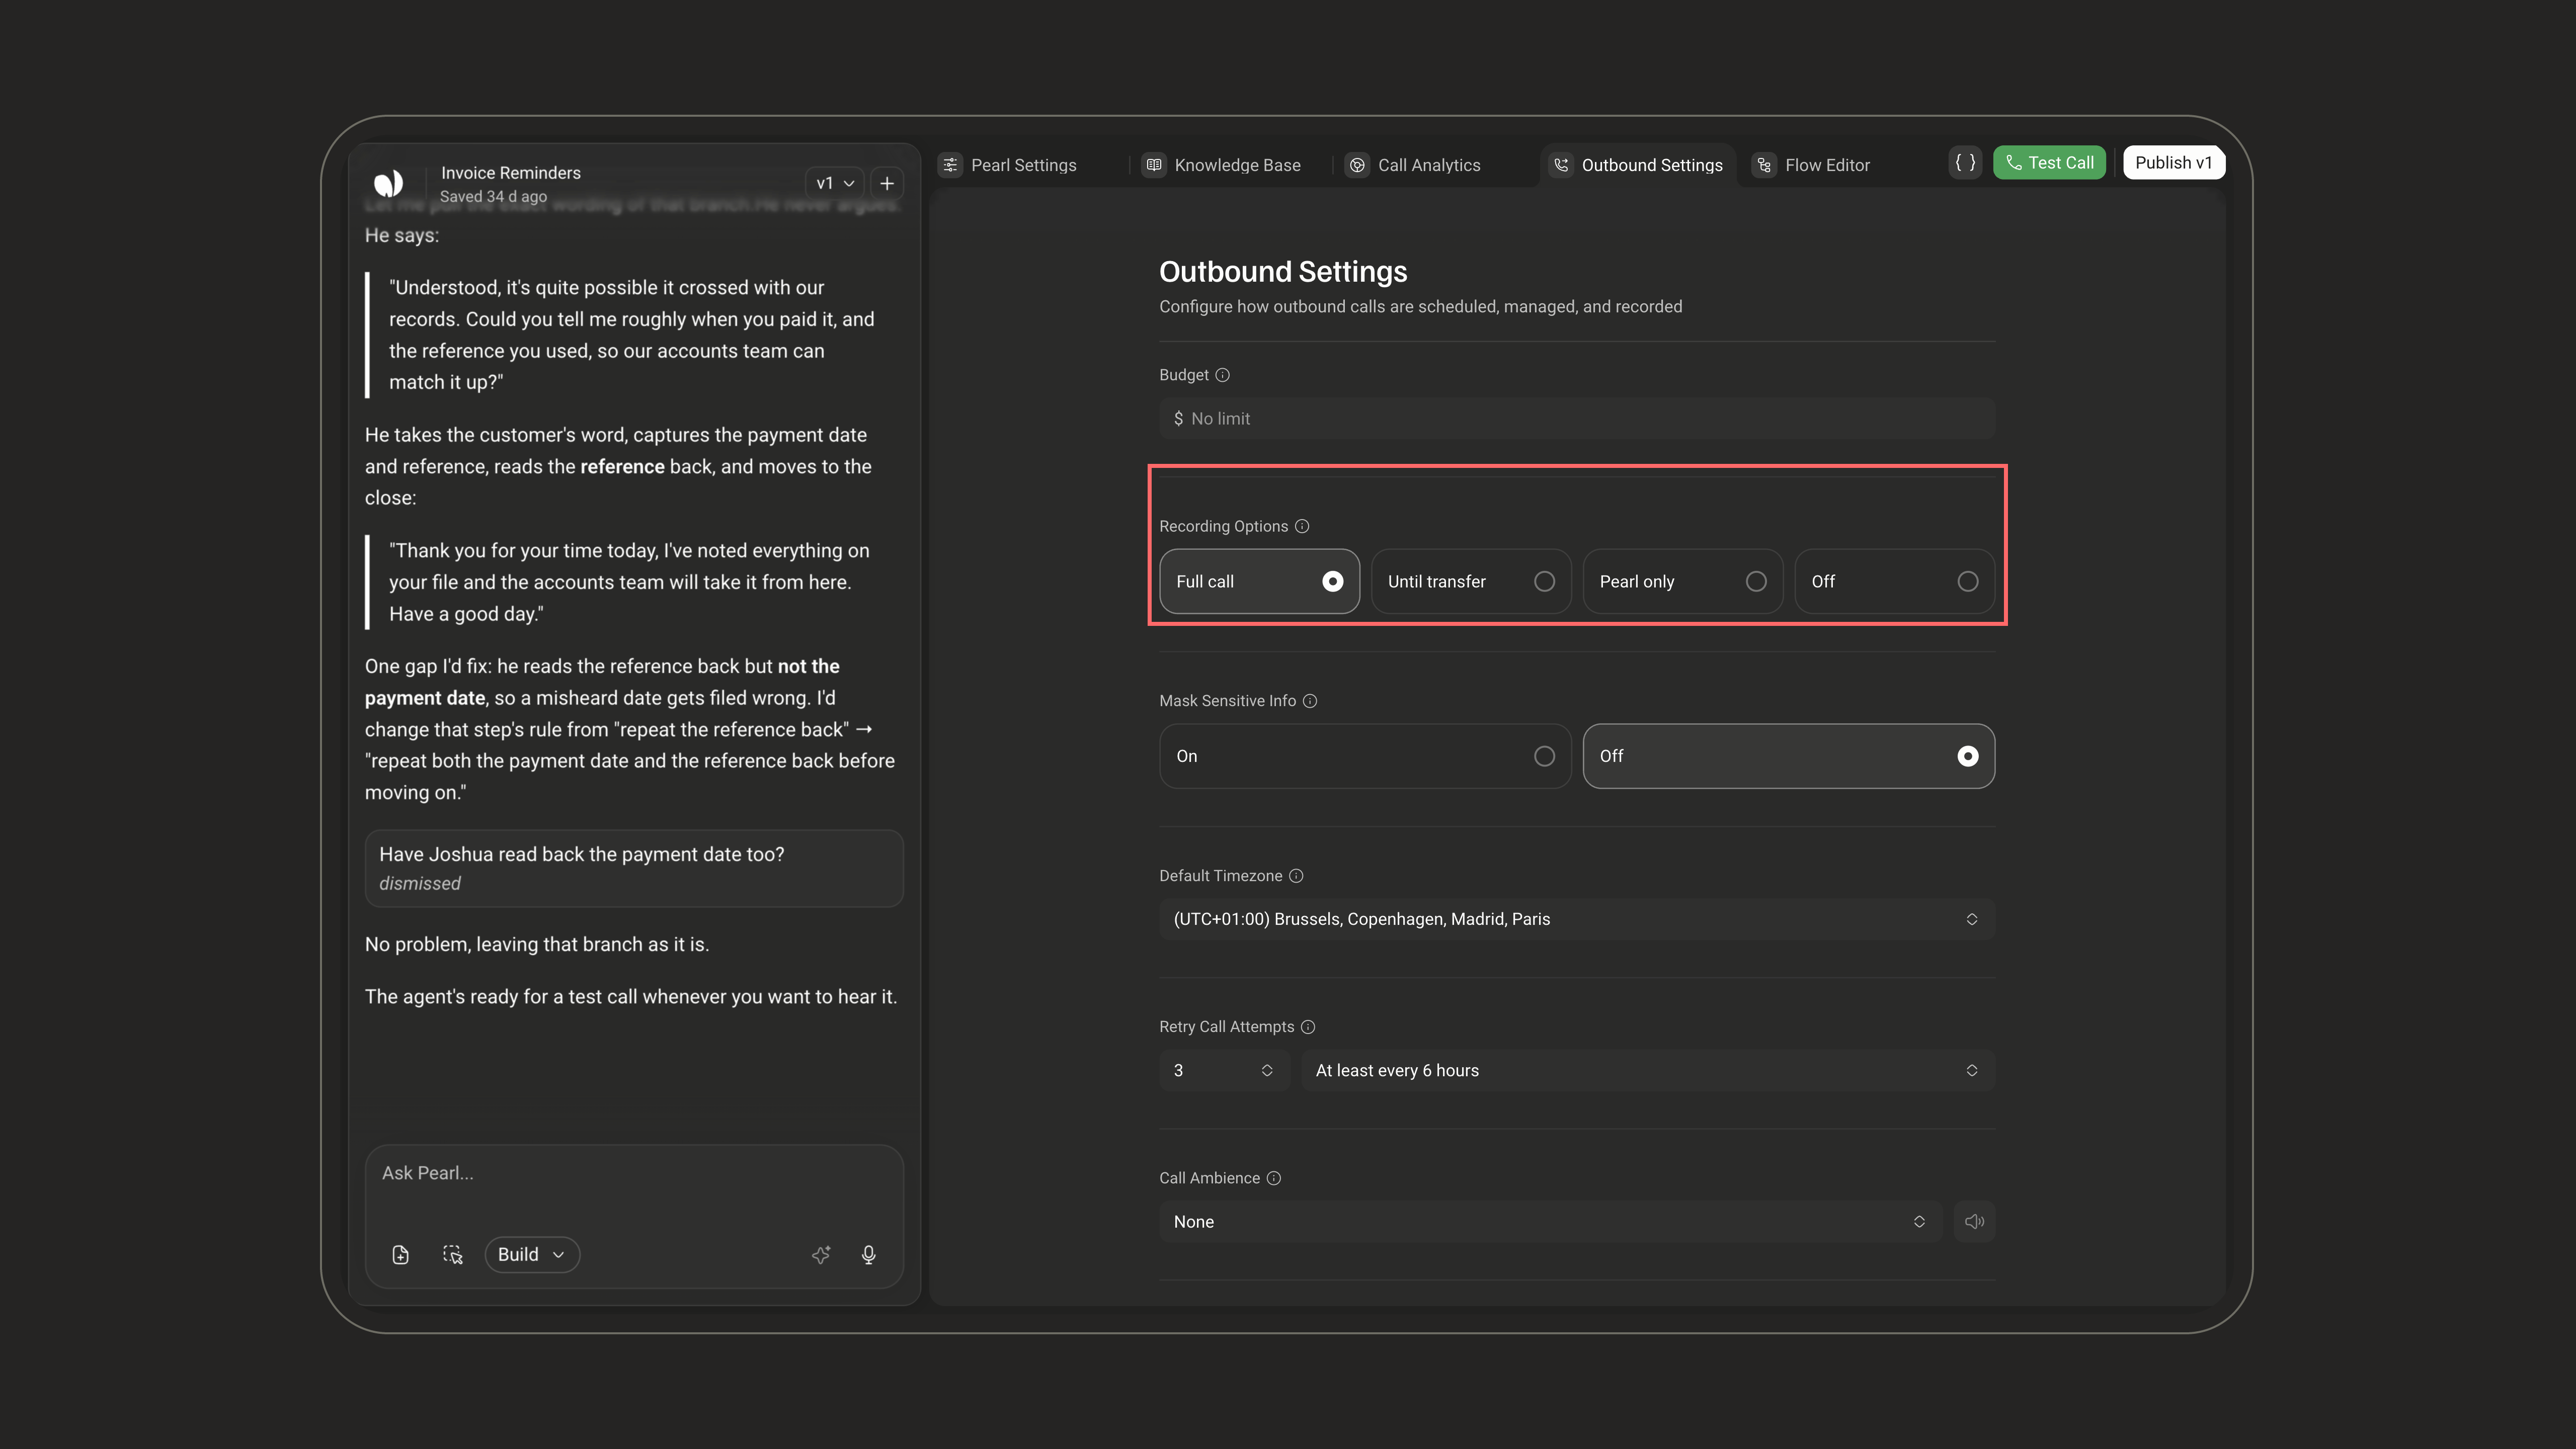 Invoice Reminders
Saved 34 d ago
v1
He says:
"Understood, it's quite possible it crossed with our
records. Could you tell me roughly when you paid it, and
the reference you used, so our accounts team can
match it up?"
He takes the customer's word, captures the payment date
and reference, reads the reference back, and moves to the
close:
"Thank you for your time today, I've noted everything on
your file and the accounts team will take it from here.
Have a good day."
One gap I'd fix: he reads the reference back but not the
payment date, so a misheard date gets filed wrong. I'd
change that step's rule from "repeat the reference back" →
"repeat both the payment date and the reference back before
moving on."
Have Joshua read back the payment date too?
dismissed
No problem, leaving that branch as it is.
The agent's ready for a test call whenever you want to hear it.
Ask Pearl...
Build
Pearl Settings
Knowledge Base
Call Analytics
Outbound Settings
Flow Editor
{ }
Test Call
Publish v1
Outbound Settings
Configure how outbound calls are scheduled, managed, and recorded
Budget
$ No limit
Recording Options
Full call
Until transfer
Pearl only
Off
Mask Sensitive Info
On
Off
Default Timezone
(UTC+01:00) Brussels, Copenhagen, Madrid, Paris
Retry Call Attempts
3
At least every 6 hours
Call Ambience
None